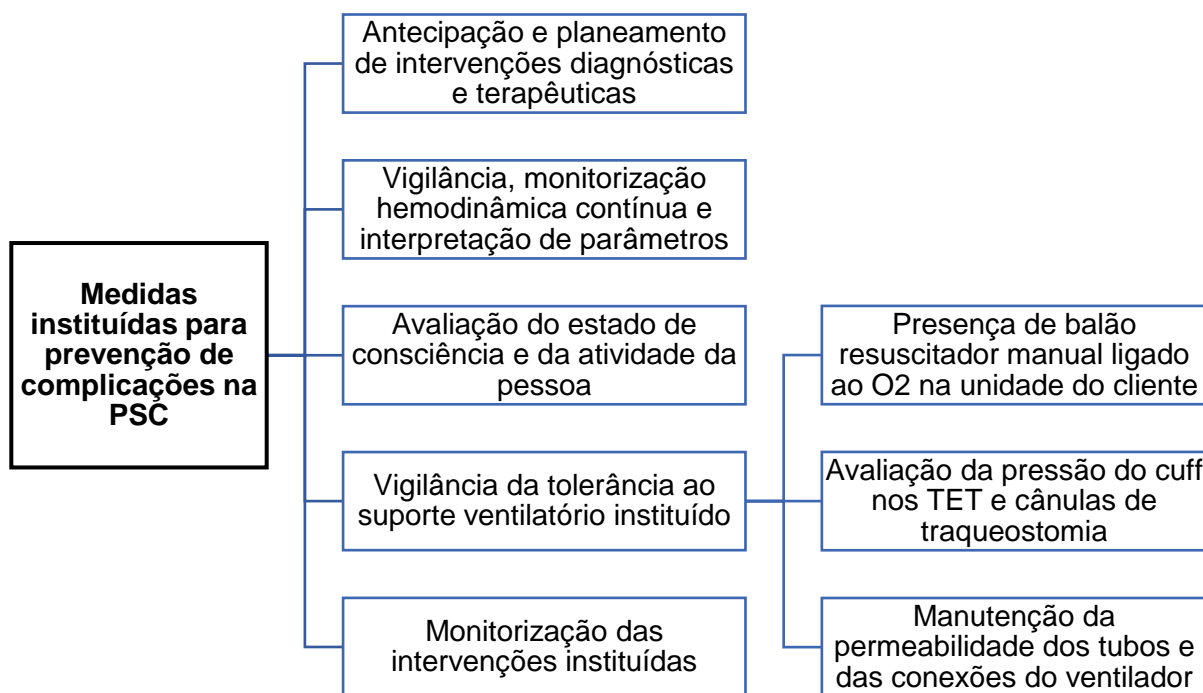 Antecipação e planeamento
de intervenções diagnósticas
e terapêuticas
Vigilância, monitorização
hemodinâmica contínua e
interpretação de parâmetros
Medidas
instituídas para
prevenção de
complicações na
PSC
Avaliação do estado de
consciência e da atividade da
pessoa
Presença de balão
resuscitador manual ligado
ao O2 na unidade do cliente
Vigilância da tolerância ao
suporte ventilatório instituído
Avaliação da pressão do cuff
nos TET e cânulas de
traqueostomia
Monitorização das
intervenções instituídas
Manutenção da
permeabilidade dos tubos e
das conexões do ventilador